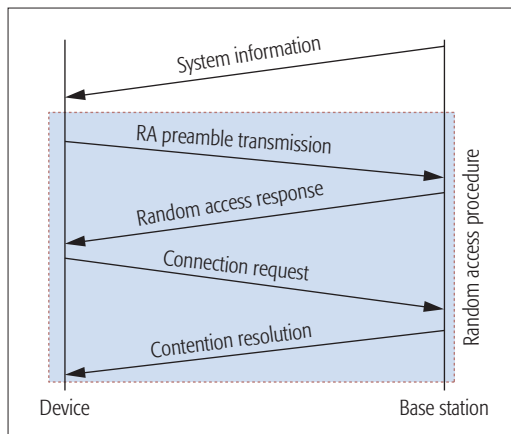 System information
RA preamble transmission
Random access response
Connection request
Contention resolution
Random access procedure
Device
Base station